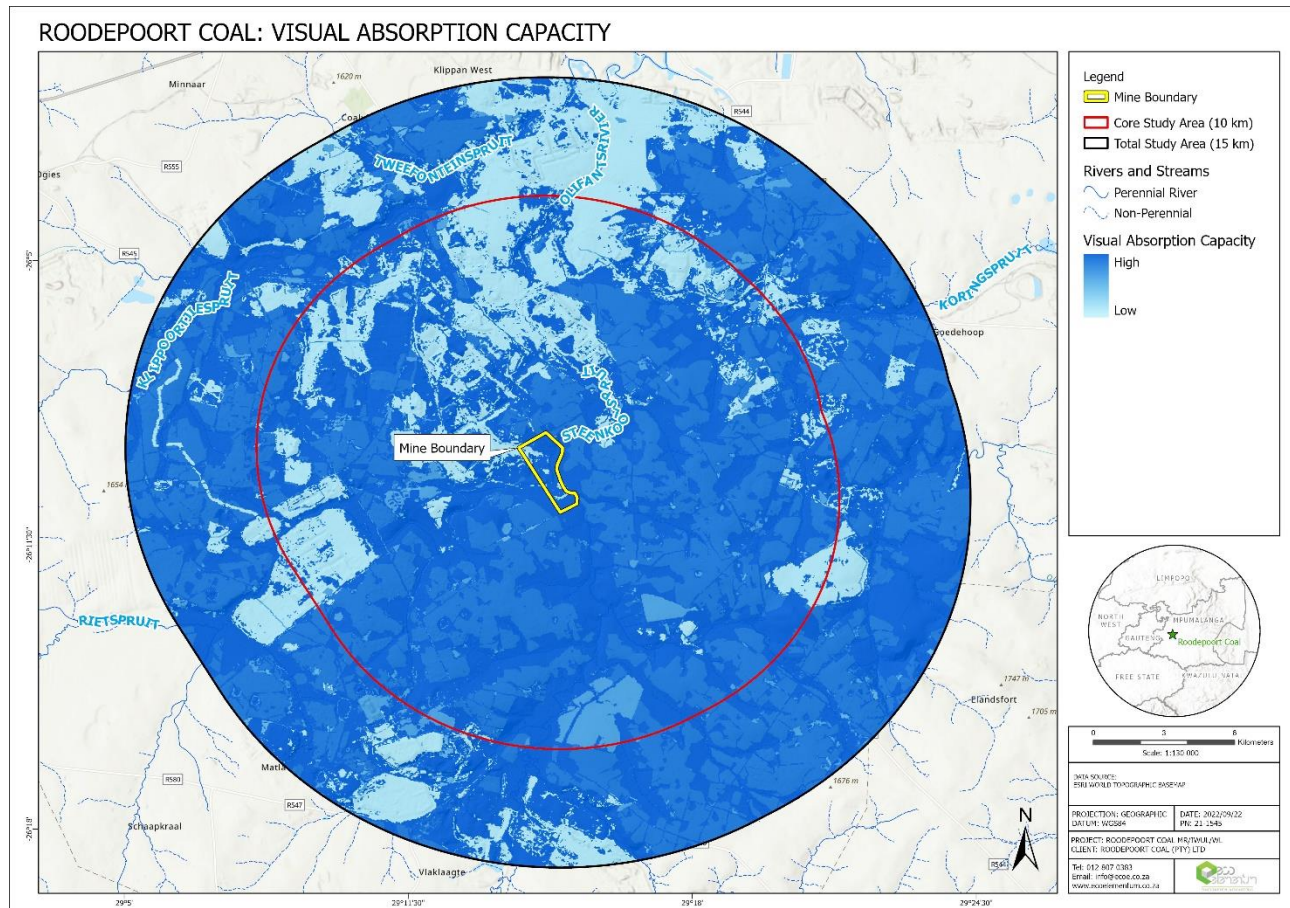 ROODEPOORT COAL: VISUAL ABSORPTION CAPACITY
Minnaar
1620 m
Klippan West
R544
R555
TWEEFONTEINSPRUIT
OLIFANTSRIVIER
R545
-26°5'
KORINGSPRUIT
Goedehoop
STEENKOOLSPRUIT
Mine Boundary
1654
-26°11'30"
RIETSPRUIT
1747 m
Elandsfort
1705 m
Matla
R580
R547
1676 m
Schaapkraal
-26°18'
Vlaklaagte
R544
N
29°5'
29°11'30"
29°18'
29°24'30"
Legend
Mine Boundary
Core Study Area (10 km)
Total Study Area (15 km)
Rivers and Streams
Perennial River
Non-Perennial
Visual Absorption Capacity
High
Low
LIMPOPO
NORTH WEST
MPUMALANGA
GAUTENG
Roodepoort Coal
FREE STATE
KWAZULU-NATAL
0 3 6
Kilometers
Scale: 1:130 000
DATA SOURCE:
ESRI WORLD TOPOGRAPHIC BASEMAP
PROJECTION: GEOGRAPHIC
DATUM: WGS84
DATE: 2022/09/22
PN: 21-1545
PROJECT: ROODEPOORT COAL MR/IWUL/WL
CLIENT: ROODEPOORT COAL (PTY) LTD
Tel: 012 807 0383
Email: info@ecoe.co.za
www.ecoelementum.co.za
eco
elementum